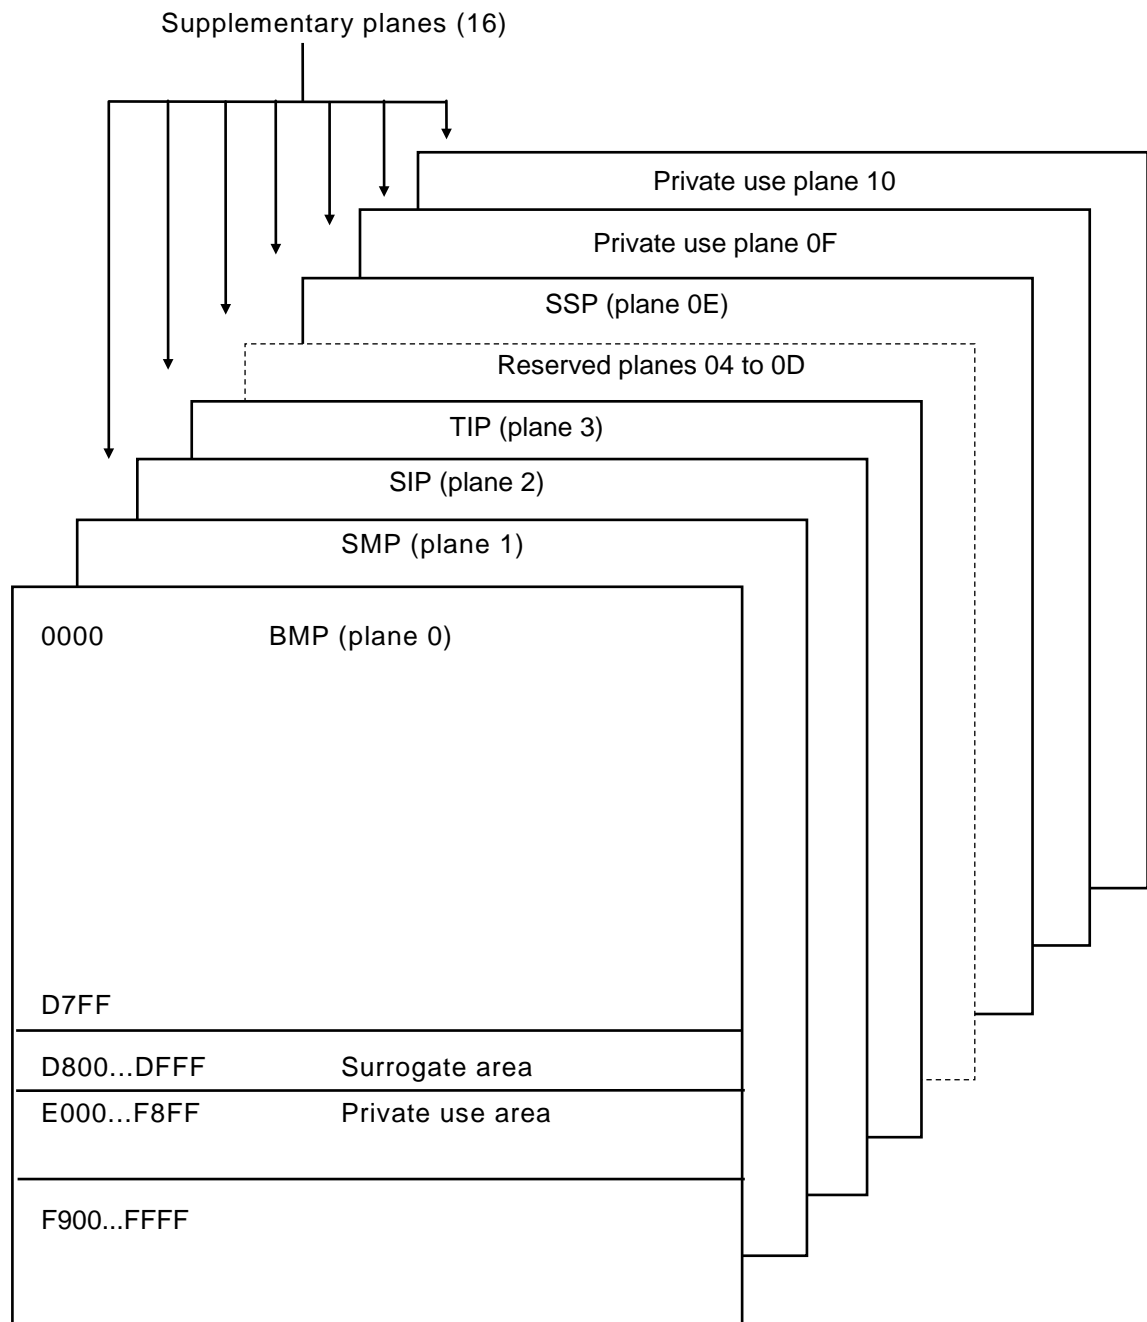 Supplementary planes (16)
Private use plane 10
Private use plane 0F
SSP (plane 0E)
Reserved planes 04 to 0D
TIP (plane 3)
SIP (plane 2)
SMP (plane 1)
0000 BMP (plane 0)
D7FF
D800...DFFF Surrogate area
E000...F8FF Private use area
F900...FFFF